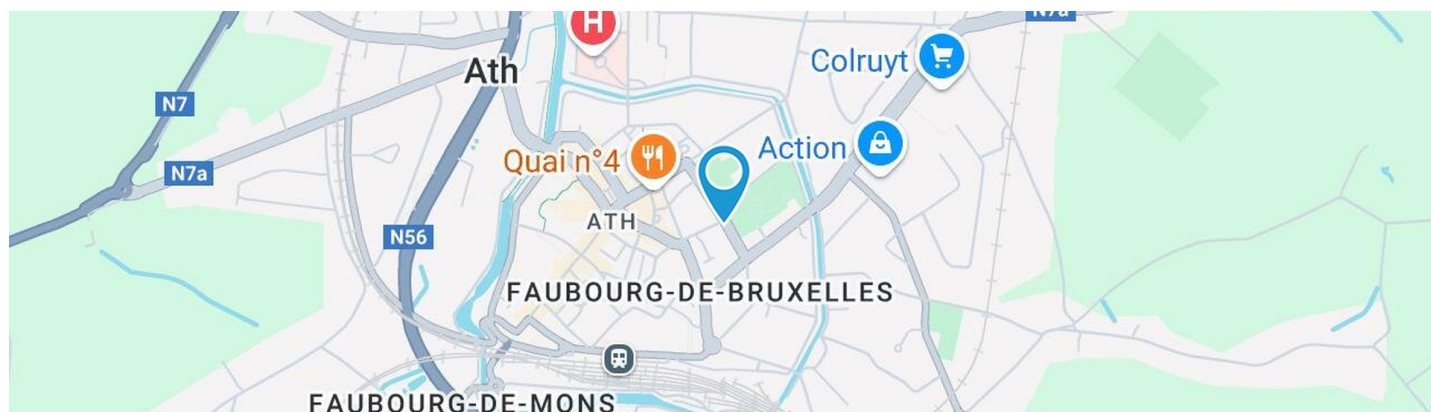 N7a
Colruyt
Ath
N7
Action
Quai n°4
N7a
ATH
N56
FAUBOURG-DE-BRUXELLES
FAUBOURG-DE-MONS
H